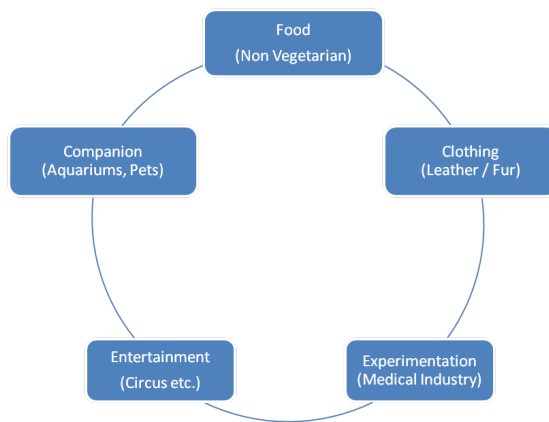 Food
(Non Vegetarian)
Clothing
(Leather / Fur)
Experimentation
(Medical Industry)
Entertainment
(Circus etc.)
Companion
(Aquariums, Pets)